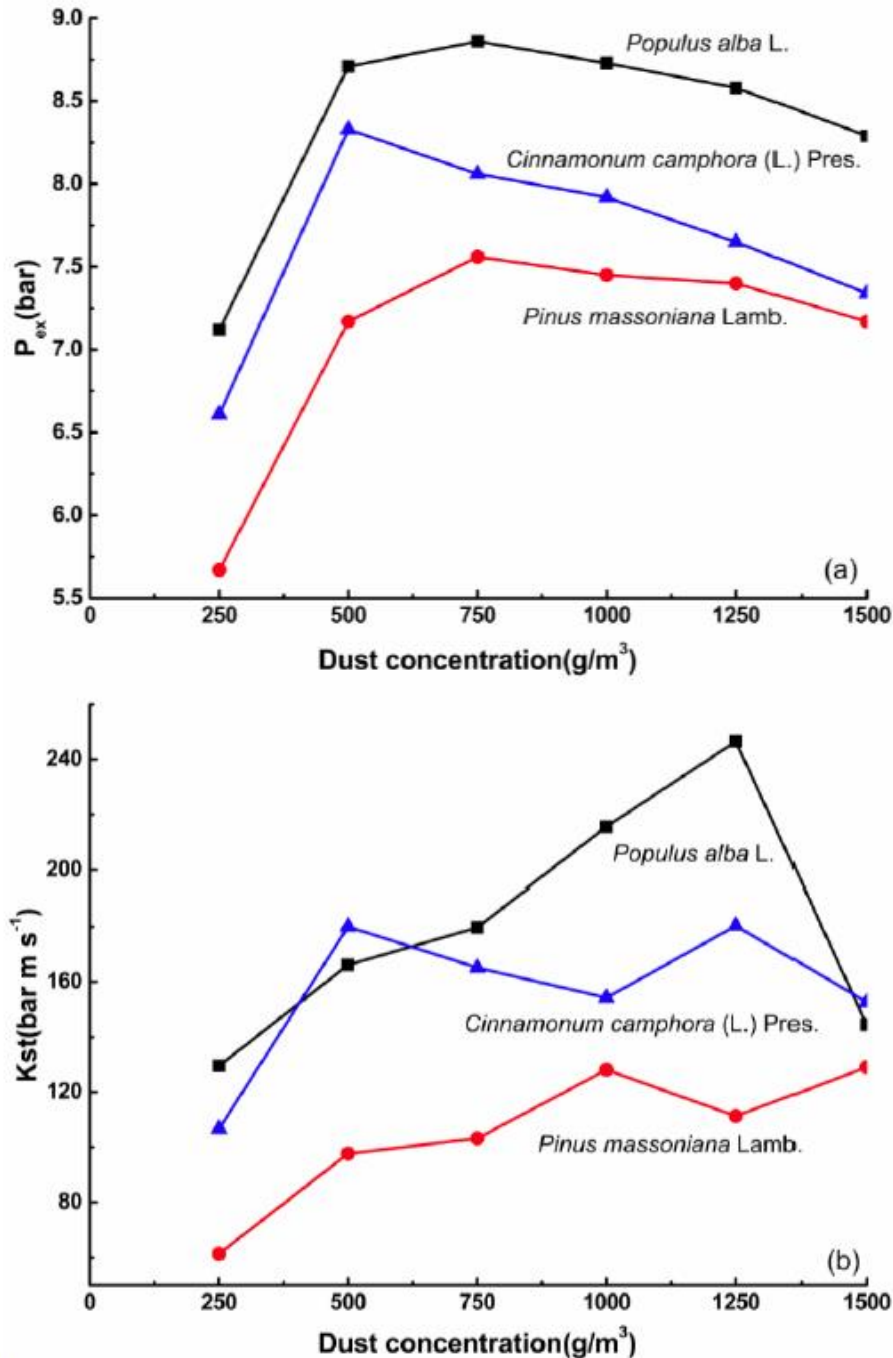 9.0
8.5
8.0
7.5
7.0
6.5
6.0
5.5
P_ex(bar)
Populus alba L.
Cinnamonum camphora (L.) Pres.
Pinus massoniana Lamb.
(a)
0 250 500 750 1000 1250 1500
Dust concentration(g/m³)
240
200
160
120
80
Kst(bar m s⁻¹)
Populus alba L.
Cinnamonum camphora (L.) Pres.
Pinus massoniana Lamb.
(b)
0 250 500 750 1000 1250 1500
Dust concentration(g/m³)